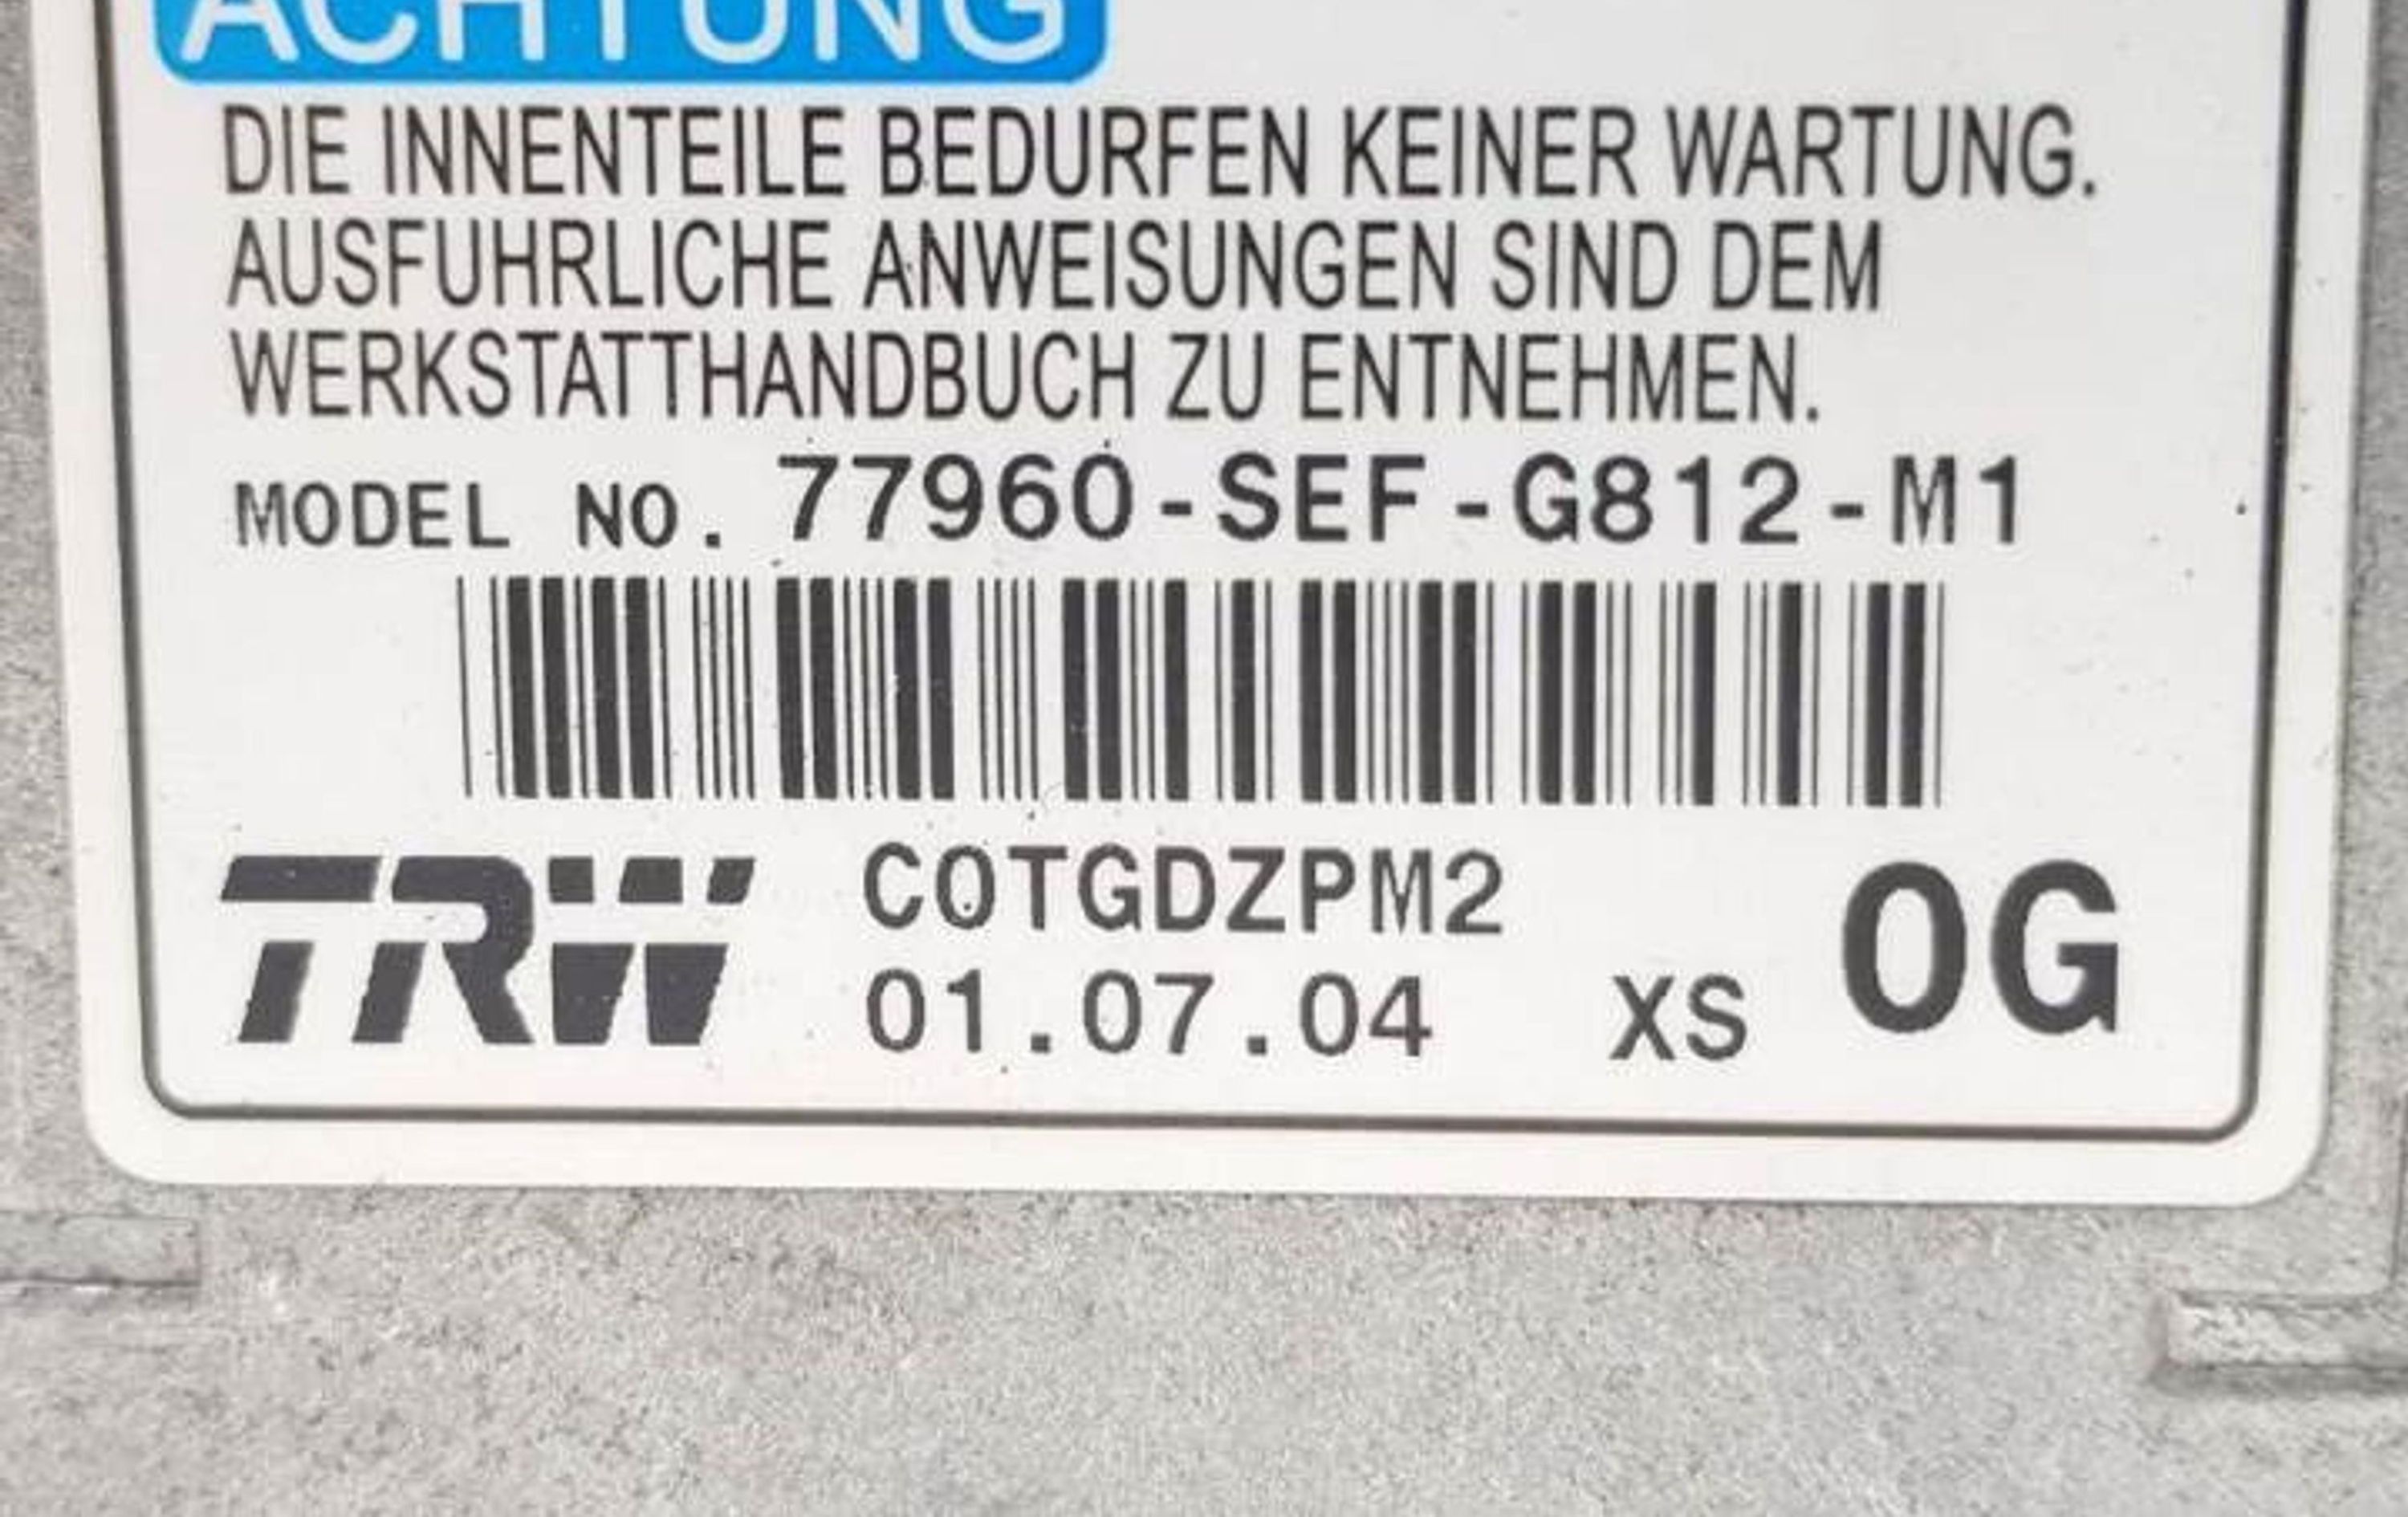 ACHTUNG
DIE INNENTEILE BEDURFEN KEINER WARTUNG.
AUSFUHRLICHE ANWEISUNGEN SIND DEM
WERKSTATTHANDBUCH ZU ENTNEHMEN.
MODEL NO. 77960-SEF-G812-M1
TRW C0TGDZPM2 0G
01.07.04 XS